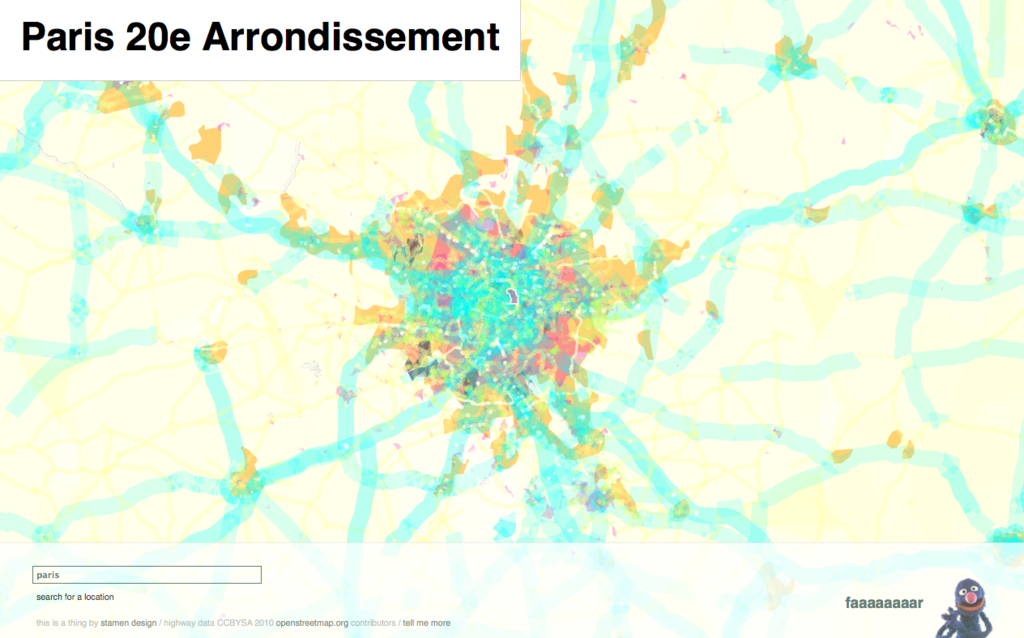 Paris 20e Arrondissement
paris
search for a location
faaaaaaaar
this is a thing by stamen design / highway data CCBYSA 2010 openstreetmap.org contributors / tell me more